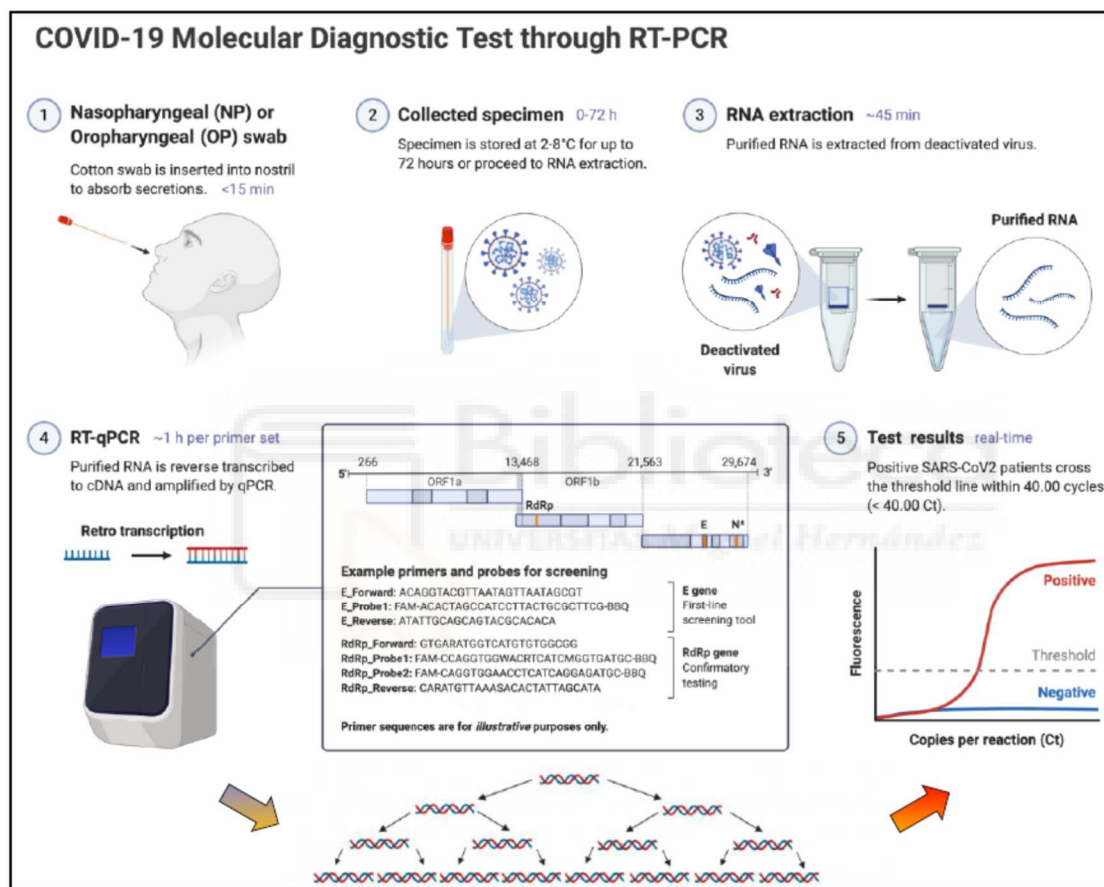 COVID-19 Molecular Diagnostic Test through RT-PCR
1
Nasopharyngeal (NP) or
Oropharyngeal (OP) swab
Cotton swab is inserted into nostril
to absorb secretions. <15 min
2
Collected specimen 0-72 h
Specimen is stored at 2-8°C for up to
72 hours or proceed to RNA extraction.
3
RNA extraction ~45 min
Purified RNA is extracted from deactivated virus.
Purified RNA
Deactivated
virus
4
RT-qPCR ~1 h per primer set
Purified RNA is reverse transcribed
to cDNA and amplified by qPCR.
Retro transcription
266 13,468 21,563 29,674
5' 3'
ORF1a ORF1b
RdRp
E N*
Example primers and probes for screening
E_Forward: ACAGGTACGTTAATAGTTAATAGCGT
E_Probe1: FAM-ACACTAGCCATCCTTACTGCGCTTCG-BBQ
E_Reverse: ATATTGCAGCAGTACGCACACA
E gene
First-line
screening tool
RdRp_Forward: GTGARATGGTCATGTGTGGCGG
RdRp_Probe1: FAM-CCAGGTGGWACRTCATCMGGTGATGC-BBQ
RdRp_Probe2: FAM-CAGGTGGAACCTCATCAGGAGATGC-BBQ
RdRp_Reverse: CARATGTTAAASACACTATTAGCATA
RdRp gene
Confirmatory
testing
Primer sequences are for illustrative purposes only.
5
Test results real-time
Positive SARS-CoV2 patients cross
the threshold line within 40.00 cycles
(< 40.00 Ct).
Positive
Threshold
Negative
Fluorescence
Copies per reaction (Ct)
Biblioteca
UNIVERSITAS Miguel Hernández